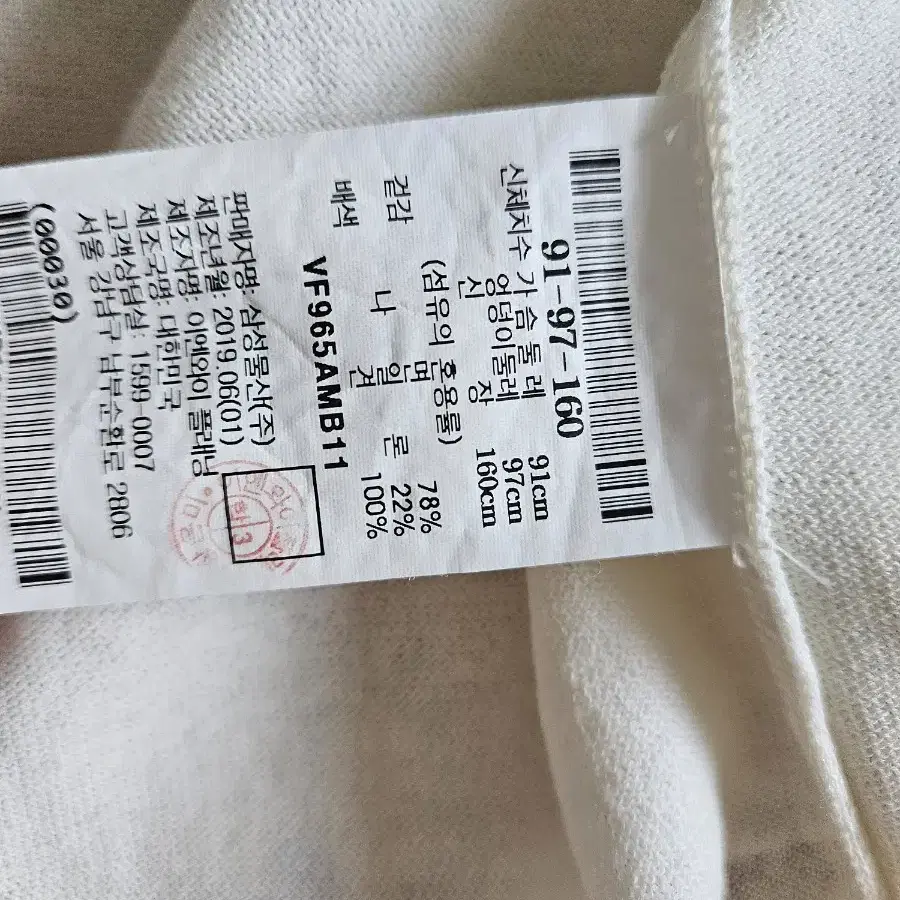 91-97-160
신체치수 가슴둘레 91cm
엉덩이둘레 97cm
신 장 160cm
(섬유의 혼용률)
겉감 면 78%
나 일 론 22%
배색 견 100%
VF965AMB11
판매자명: 삼성물산(주)
제조년월: 2019.06(01)
제조자명: 이엔와이 플래닝
제조국명: 대한민국
고객상담실: 1599-0007
서울 강남구 남부순환로 2806
(00030)